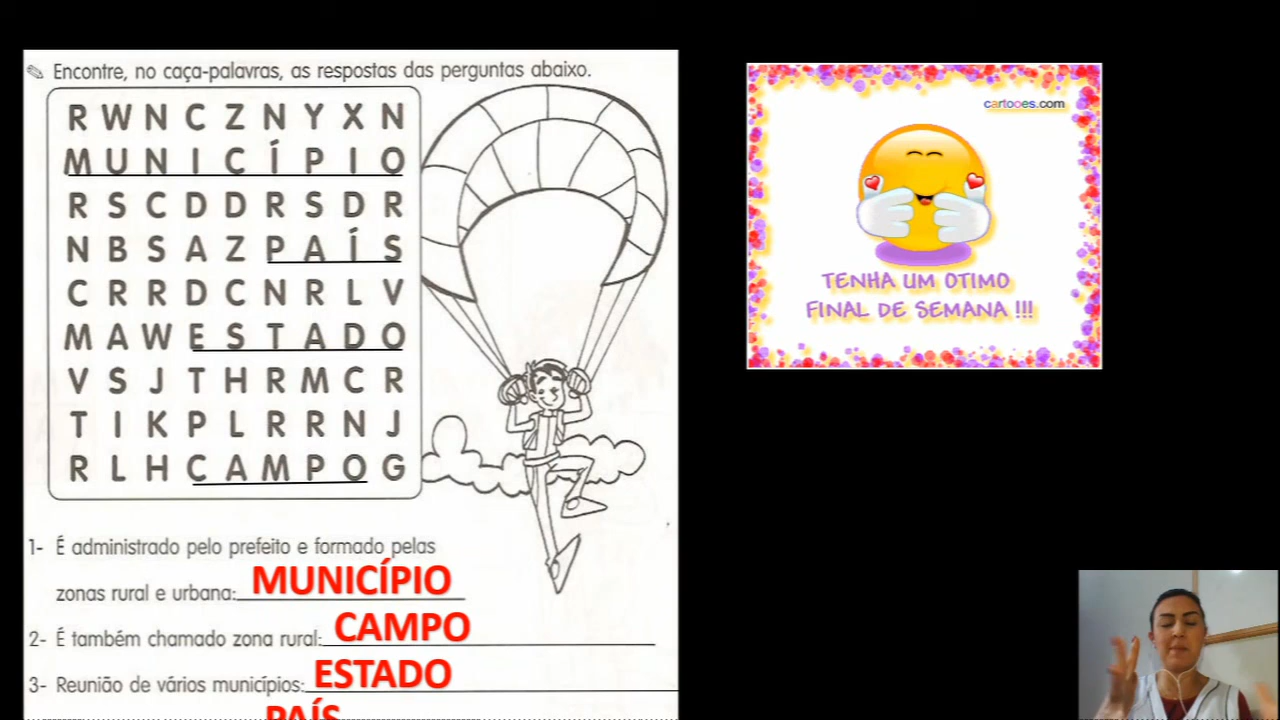 Encontre, no caça-palavras, as respostas das perguntas abaixo.
R W N C Z N Y X N
M U N I C Í P I O
R S C D D R S D R
N B S A Z P A Í S
C R R D C N R L V
M A W E S T A D O
V S J T H R M C R
T I K P L R R N J
R L H C A M P O G
1- É administrado pelo prefeito e formado pelas
zonas rural e urbana: MUNICÍPIO
2- É também chamado zona rural: CAMPO
3- Reunião de vários municípios: ESTADO
PAÍS
cartooes.com
TENHA UM OTIMO
FINAL DE SEMANA !!!